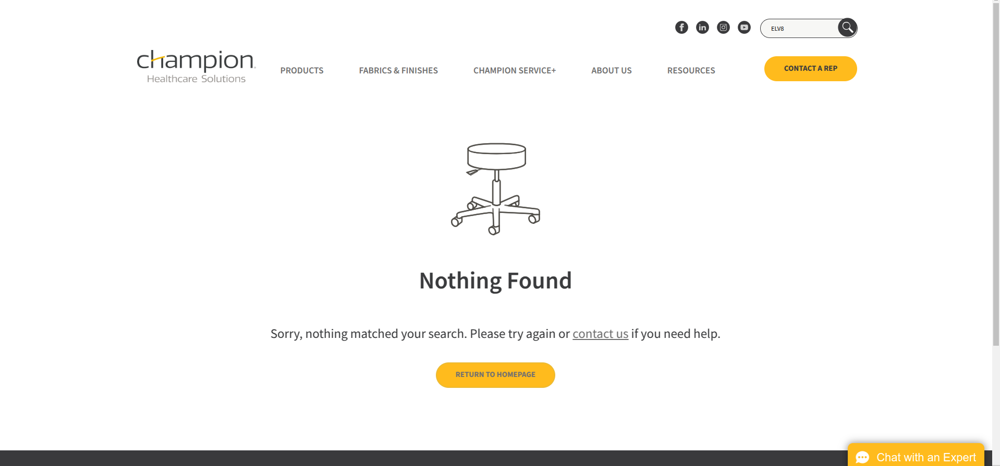 ELV8
champion
Healthcare Solutions
PRODUCTS
FABRICS & FINISHES
CHAMPION SERVICE+
ABOUT US
RESOURCES
CONTACT A REP
Nothing Found
Sorry, nothing matched your search. Please try again or contact us if you need help.
RETURN TO HOMEPAGE
Chat with an Expert